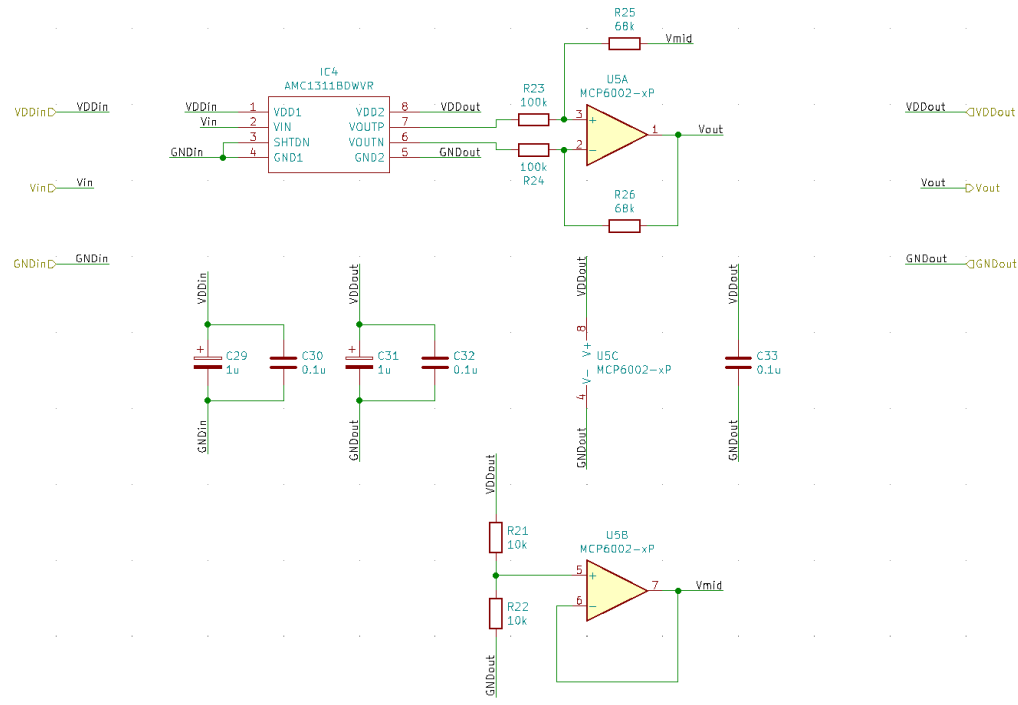 R25
68k
Vmid
IC4
AMC1311BDWVR
U5A
MCP6002-xP
R23
100k
VDDin VDDin
VDDin 1 VDD1 VDD2 8 VDDout
Vin 2 VIN VOUTP 7
3 SHTDN VOUTN 6
GNDin 4 GND1 GND2 5 GNDout
3 +
2 -
1 Vout
VDDout VDDout
100k
R24
Vin Vin
Vout Vout
R26
68k
GNDin GNDin
GNDout GNDout
VDDin
VDDout
VDDout
VDDout
+ C29
1u
C30
0.1u
+ C31
1u
C32
0.1u
8
V+
U5C
MCP6002-xP
V-
4
C33
0.1u
GNDin
GNDout
GNDout
GNDout
VDDout
R21
10k
U5B
MCP6002-xP
5 +
6 -
7 Vmid
R22
10k
GNDout